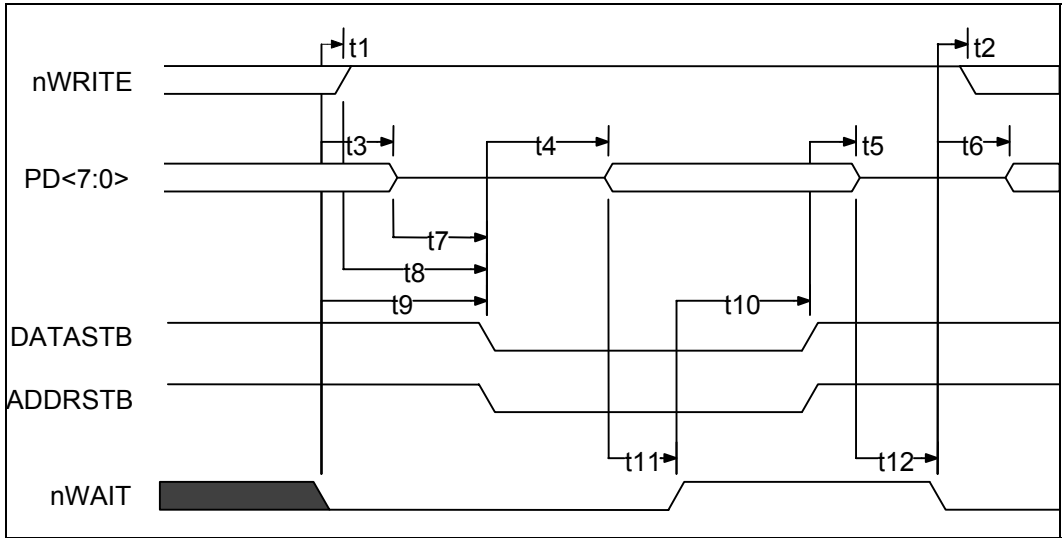 t1
t2
nWRITE
t3
t4
t5
t6
PD<7:0>
t7
t8
t9
t10
DATASTB
ADDRSTB
t11
t12
nWAIT